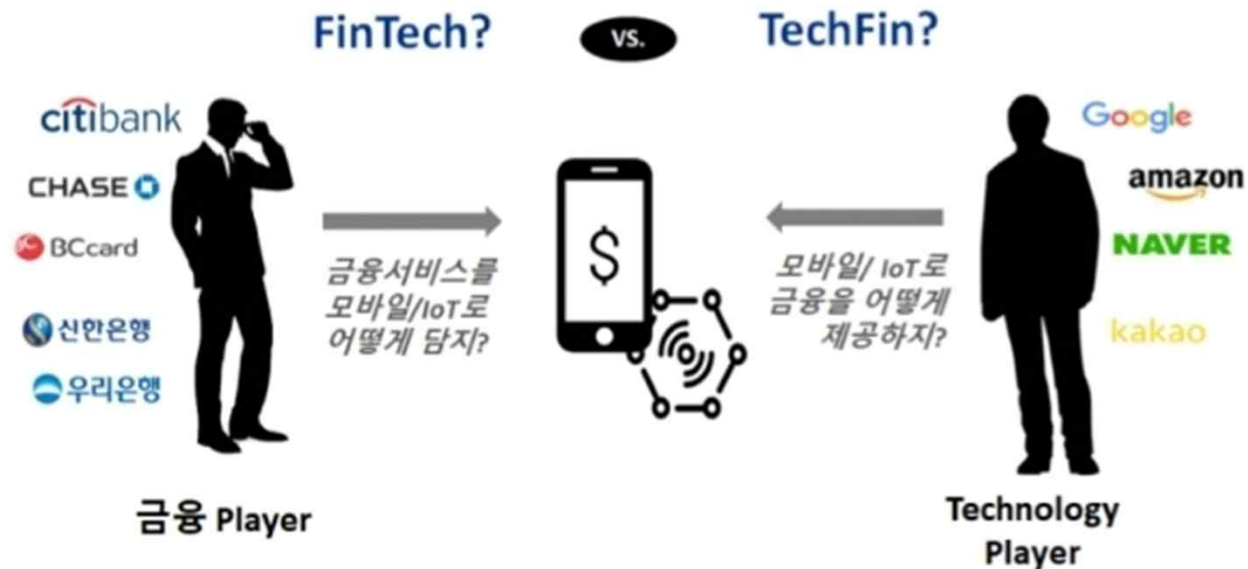 FinTech?
VS.
TechFin?
citibank
CHASE
BCcard
신한은행
우리은행
금융서비스를
모바일/IoT로
어떻게 담지?
$
모바일/ IoT로
금융을 어떻게
제공하지?
Google
amazon
NAVER
kakao
금융 Player
Technology
Player